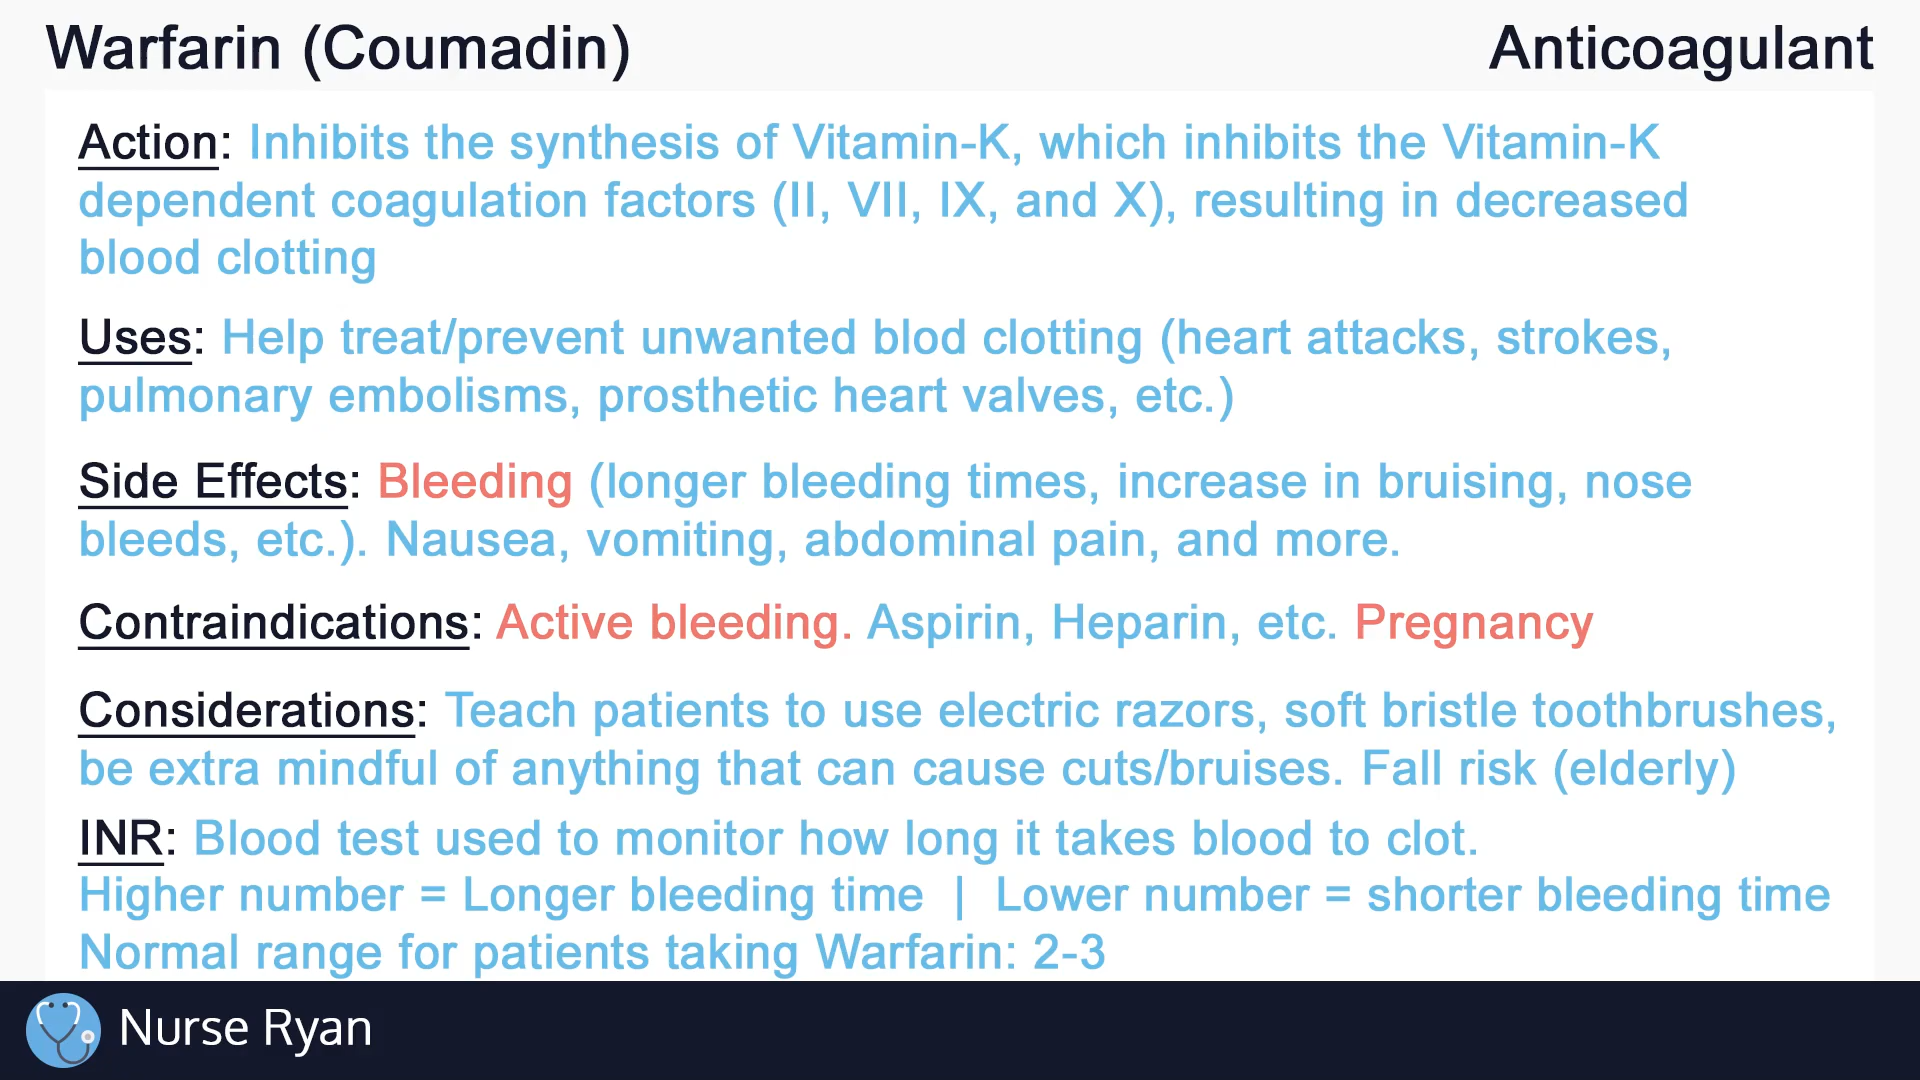 Warfarin (Coumadin)
Anticoagulant
Action: Inhibits the synthesis of Vitamin-K, which inhibits the Vitamin-K
dependent coagulation factors (II, VII, IX, and X), resulting in decreased
blood clotting
Uses: Help treat/prevent unwanted blod clotting (heart attacks, strokes,
pulmonary embolisms, prosthetic heart valves, etc.)
Side Effects: Bleeding (longer bleeding times, increase in bruising, nose
bleeds, etc.). Nausea, vomiting, abdominal pain, and more.
Contraindications: Active bleeding. Aspirin, Heparin, etc. Pregnancy
Considerations: Teach patients to use electric razors, soft bristle toothbrushes,
be extra mindful of anything that can cause cuts/bruises. Fall risk (elderly)
INR: Blood test used to monitor how long it takes blood to clot.
Higher number = Longer bleeding time | Lower number = shorter bleeding time
Normal range for patients taking Warfarin: 2-3
Nurse Ryan